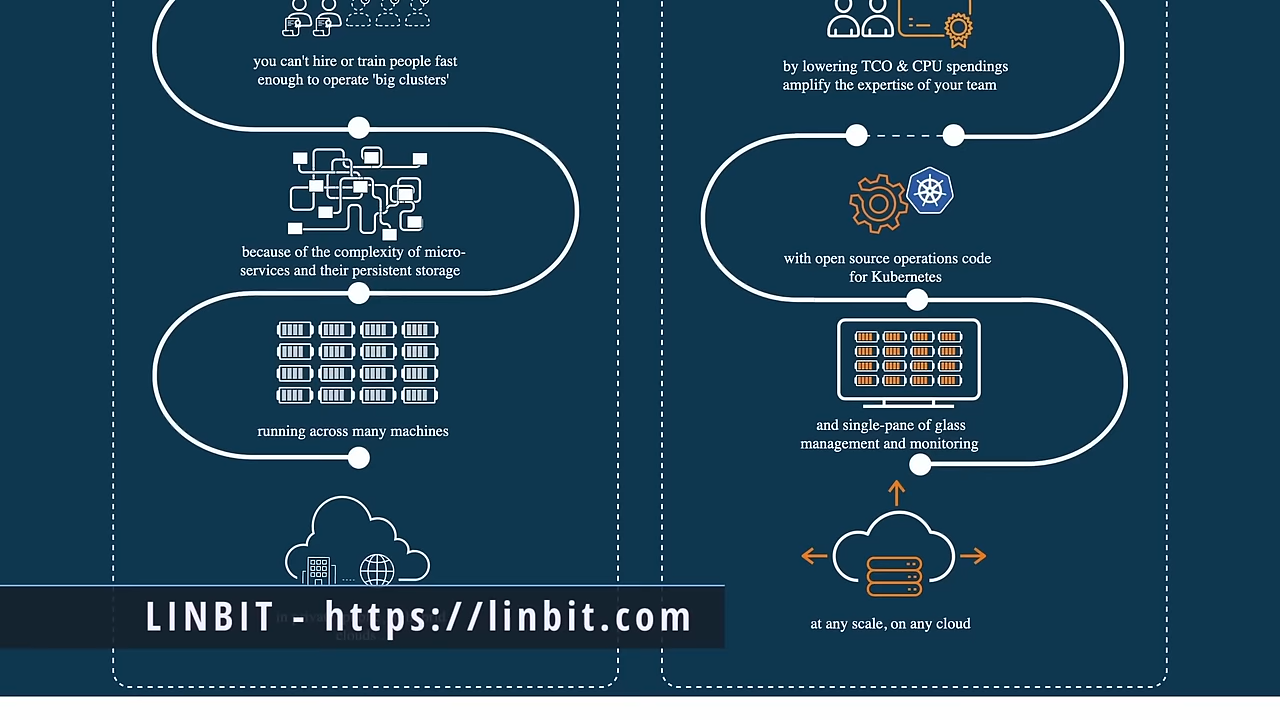 you can't hire or train people fast
enough to operate 'big clusters'
because of the complexity of micro-
services and their persistent storage
running across many machines
clouds
by lowering TCO & CPU spendings
amplify the expertise of your team
with open source operations code
for Kubernetes
and single-pane of glass
management and monitoring
at any scale, on any cloud
LINBIT - https://linbit.com